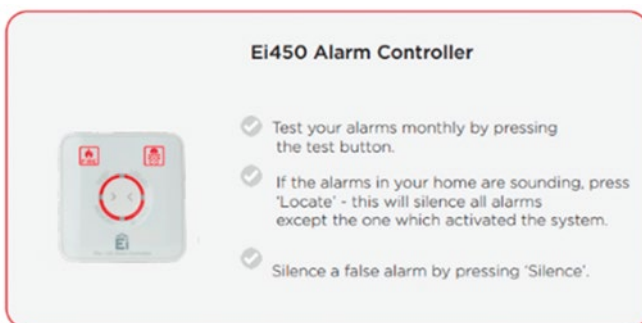 Ei450 Alarm Controller
Test your alarms monthly by pressing
the test button.
If the alarms in your home are sounding, press
'Locate' - this will silence all alarms
except the one which activated the system.
Silence a false alarm by pressing 'Silence'.
Ei